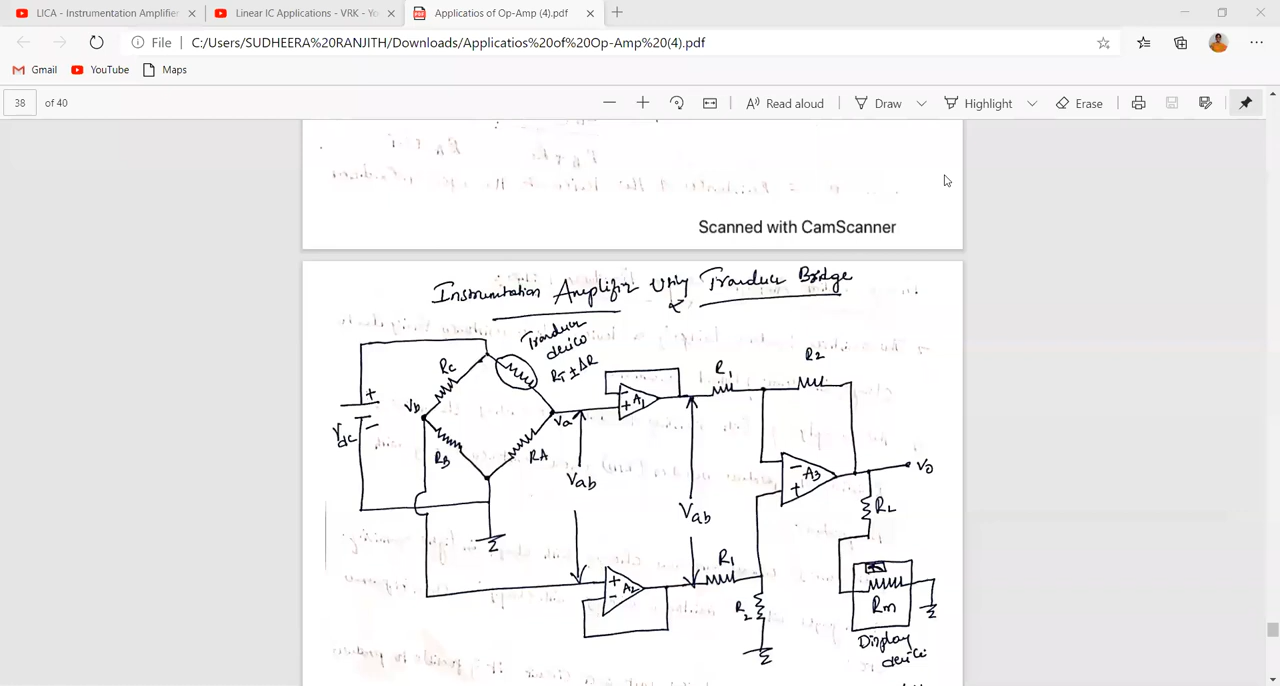 LICA - Instrumentation Amplifier
Linear IC Applications - VRK - Yo
Applicatios of Op-Amp (4).pdf
File
C:/Users/SUDHEERA%20RANJITH/Downloads/Applicatios%20of%20Op-Amp%20(4).pdf
Gmail
YouTube
Maps
38 of 40
Read aloud
Draw
Highlight
Erase
Scanned with CamScanner
Instrumentation Amplifier Using Tranducer Bridge
Tranducer
device
RT ± ΔR
RC
R1
R2
+
Vdc
-
Vb
Va
+
A1
RB
RA
Vab
Vab
-
A3
+
Vo
RL
R1
+
A2
-
R2
Rm
Display
device